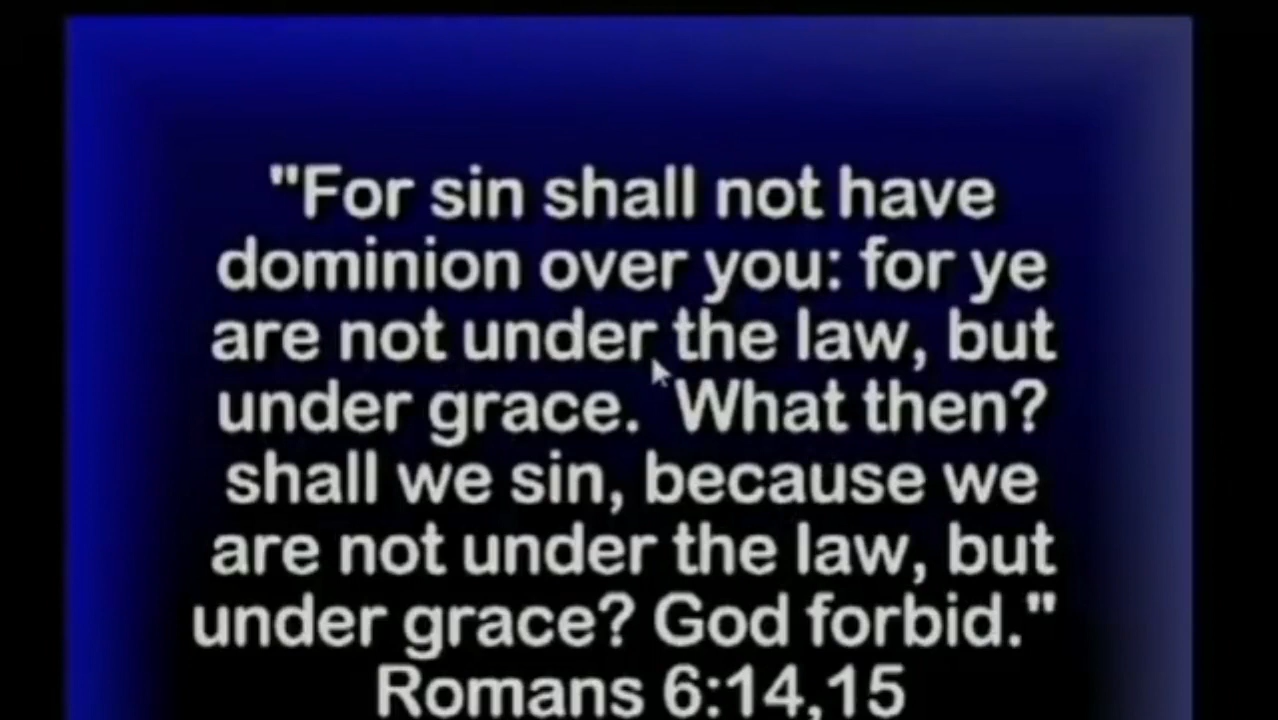 "For sin shall not have
dominion over you: for ye
are not under the law, but
under grace.  What then?
shall we sin, because we
are not under the law, but
under grace? God forbid."
Romans 6:14,15